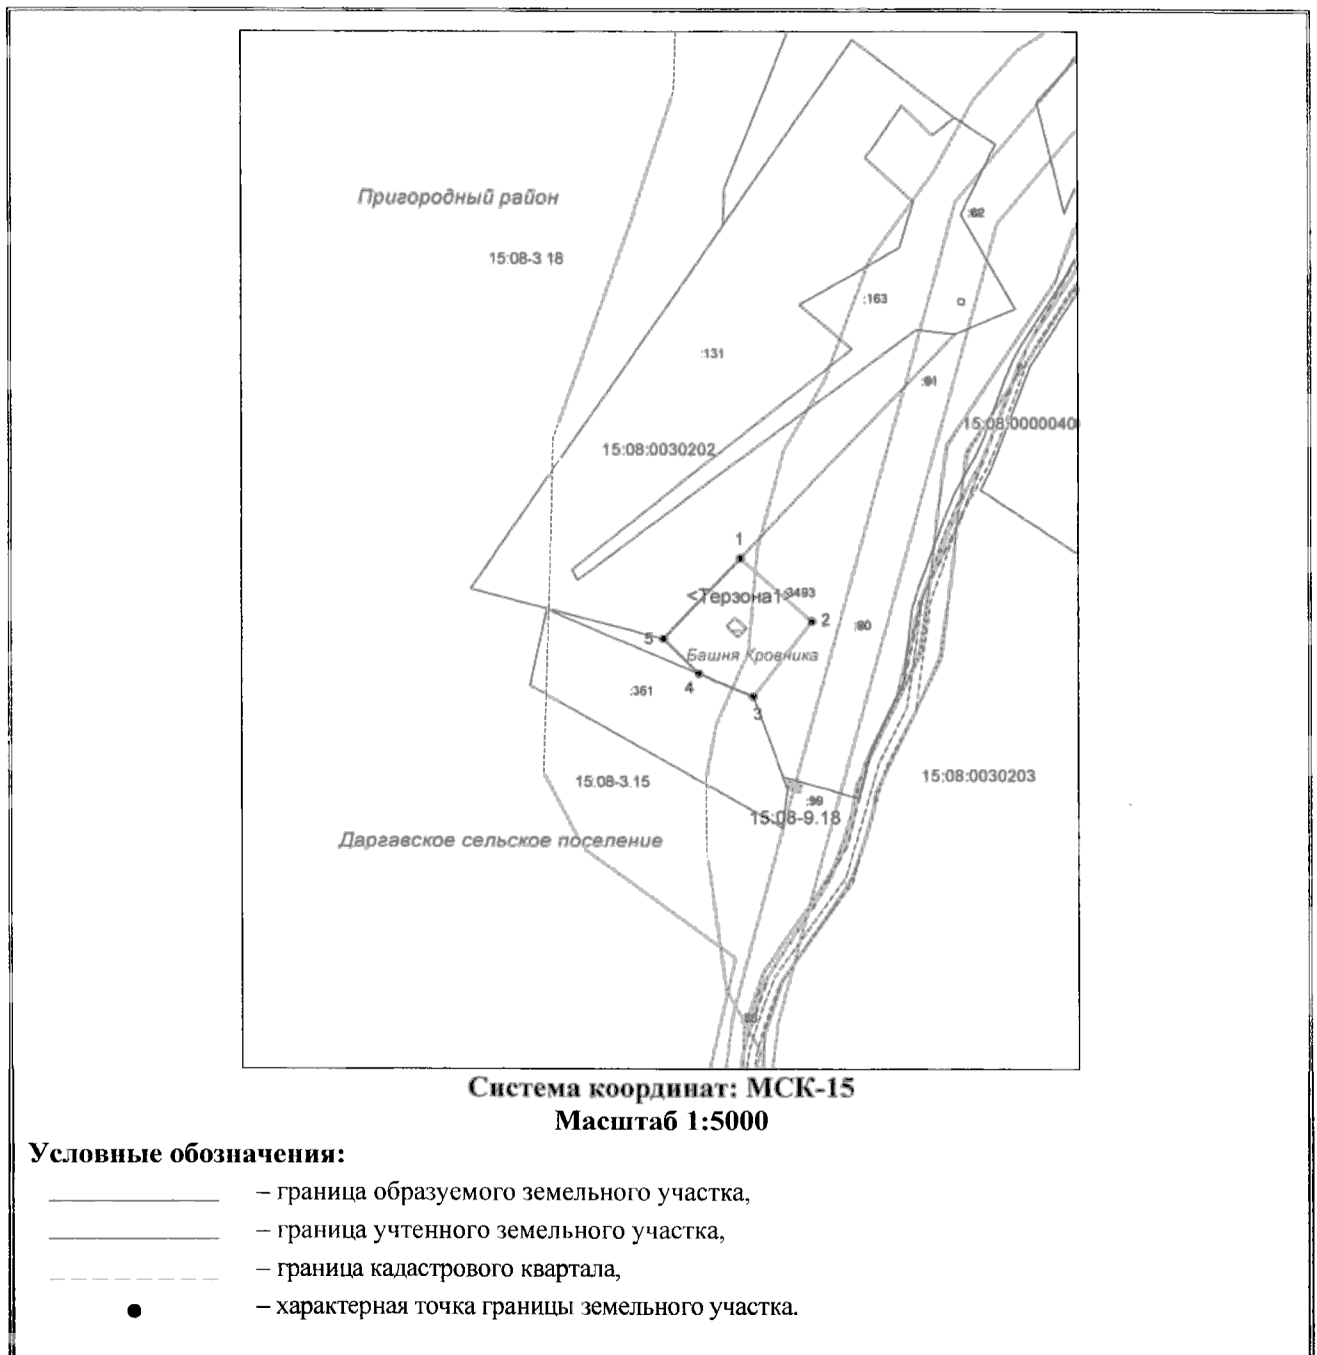 Пригородный район
:62
15:08-3.18
:163
:131
:91
15:08:0000040
15:08:0030202
1
<Терзона1>
:3493
2
:80
5
Башня Кровника
4
:361
3
15:08-3.15
15:08:0030203
:99
15:08-9.18
Даргавское сельское поселение
Система координат: МСК-15
Масштаб 1:5000
Условные обозначения:
– граница образуемого земельного участка,
– граница учтенного земельного участка,
– граница кадастрового квартала,
– характерная точка границы земельного участка.